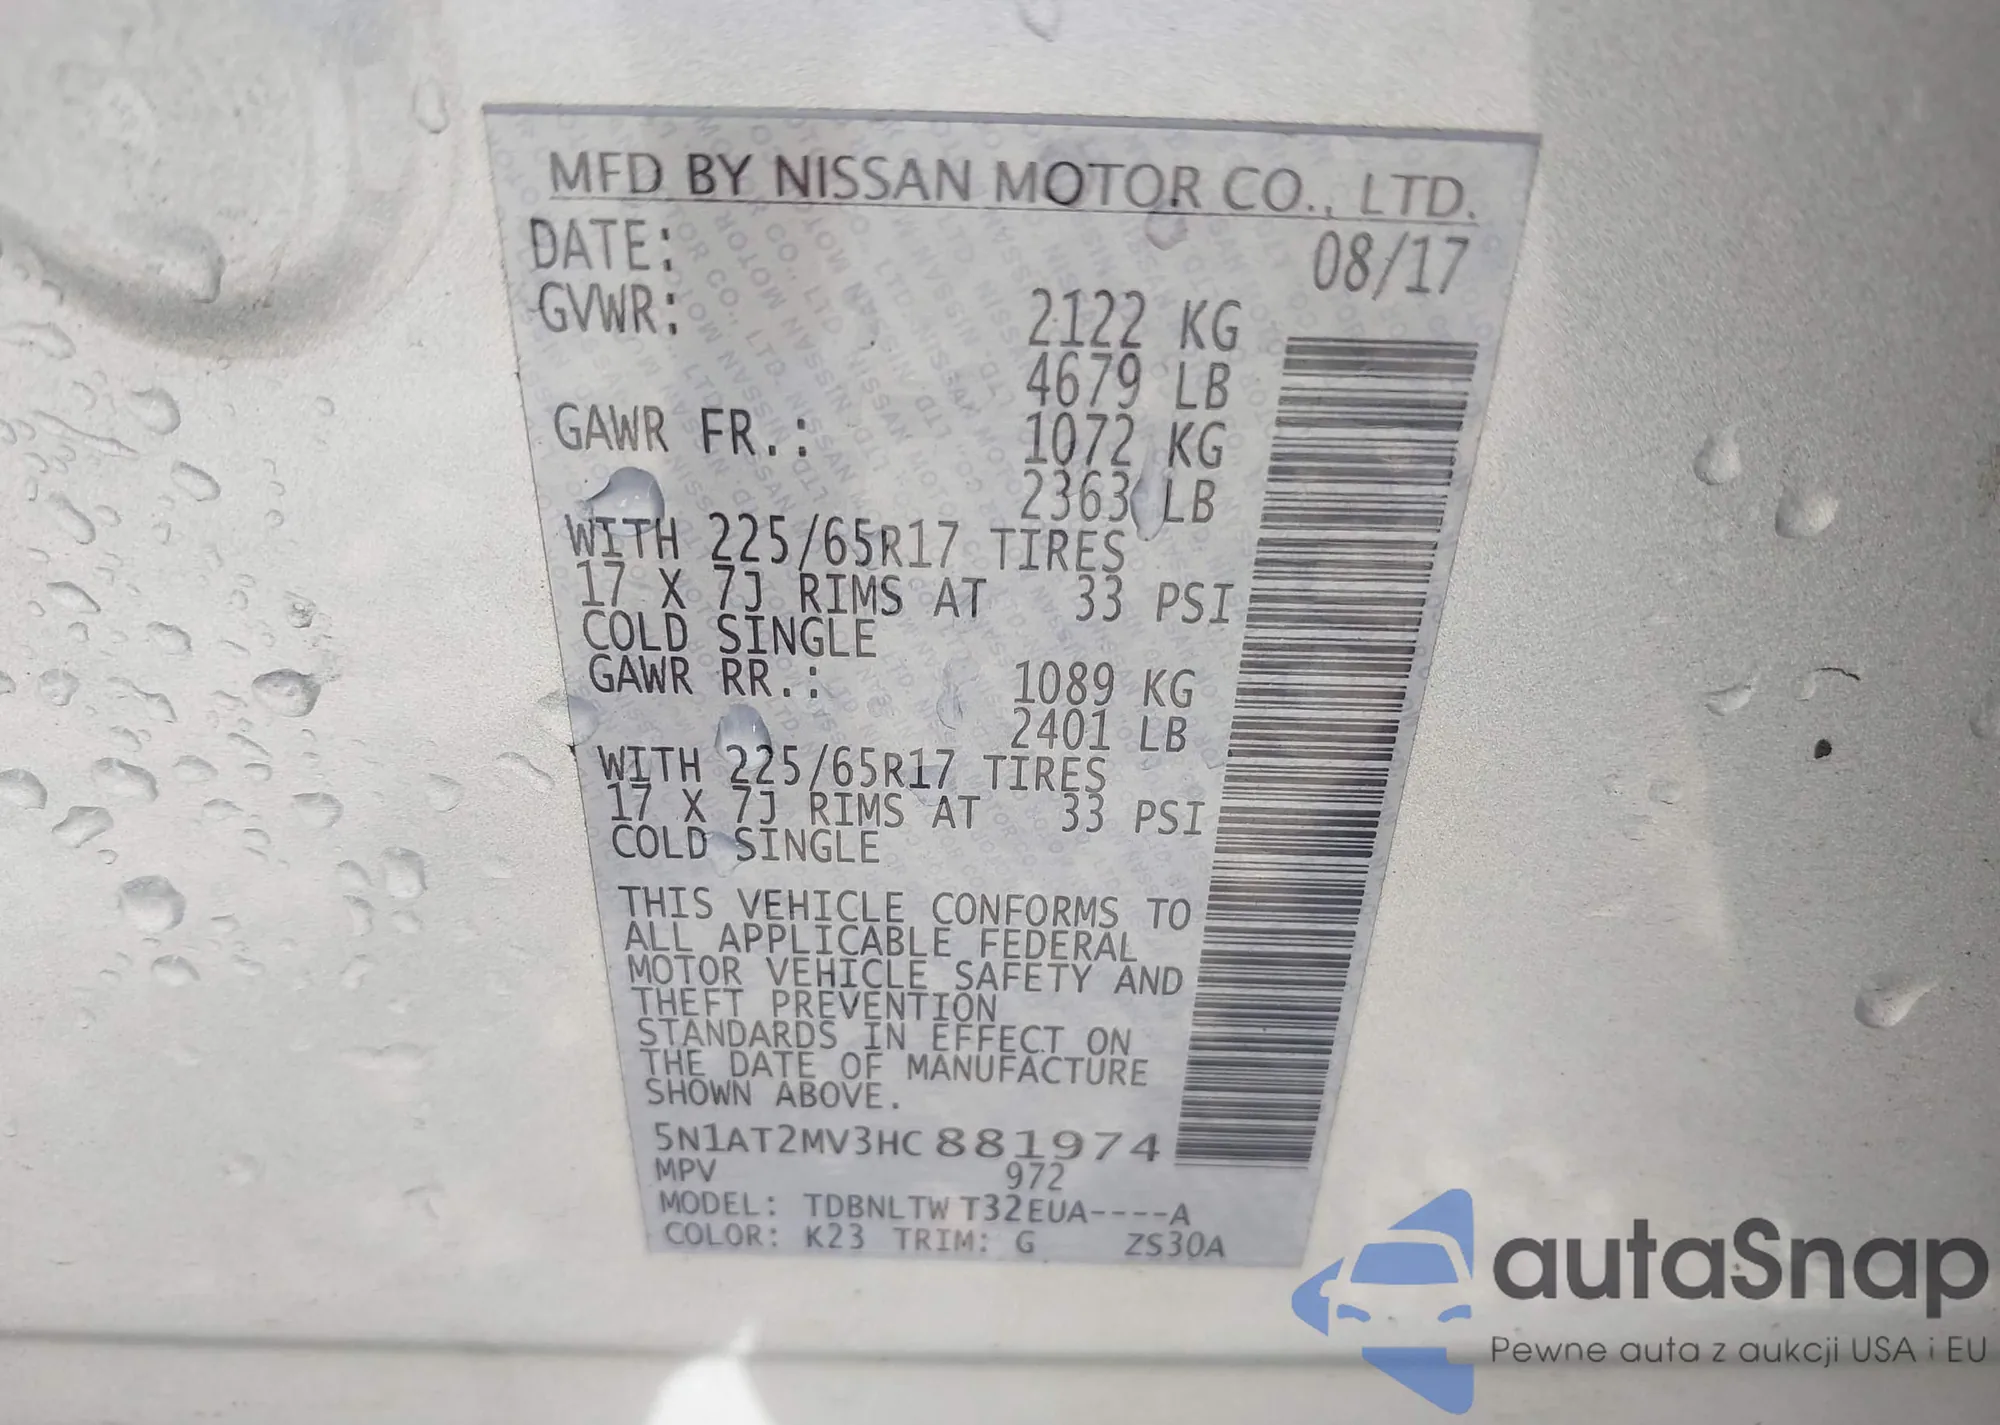 MFD BY NISSAN MOTOR CO., LTD.
DATE: 08/17
GVWR: 2122 KG
4679 LB
GAWR FR.: 1072 KG
2363 LB
WITH 225/65R17 TIRES
17 X 7J RIMS AT 33 PSI
COLD SINGLE
GAWR RR.: 1089 KG
2401 LB
WITH 225/65R17 TIRES
17 X 7J RIMS AT 33 PSI
COLD SINGLE
THIS VEHICLE CONFORMS TO
ALL APPLICABLE FEDERAL
MOTOR VEHICLE SAFETY AND
THEFT PREVENTION
STANDARDS IN EFFECT ON
THE DATE OF MANUFACTURE
SHOWN ABOVE.
5N1AT2MV3HC881974
MPV 972
MODEL: TDBNLTW T32EUA----A
COLOR: K23 TRIM: G ZS30A
autaSnap
Pewne auta z aukcji USA i EU